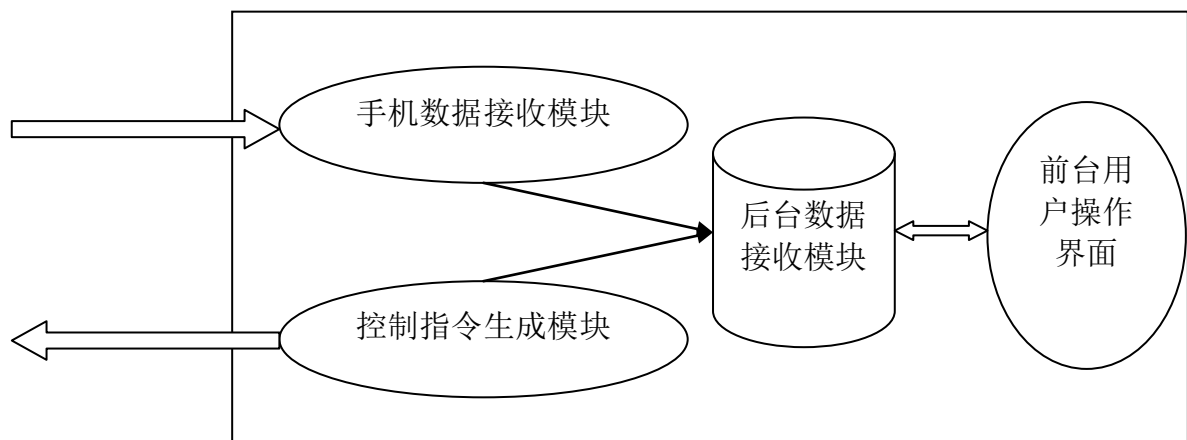 手机数据接收模块
后台数据
接收模块
前台用
户操作
界面
控制指令生成模块